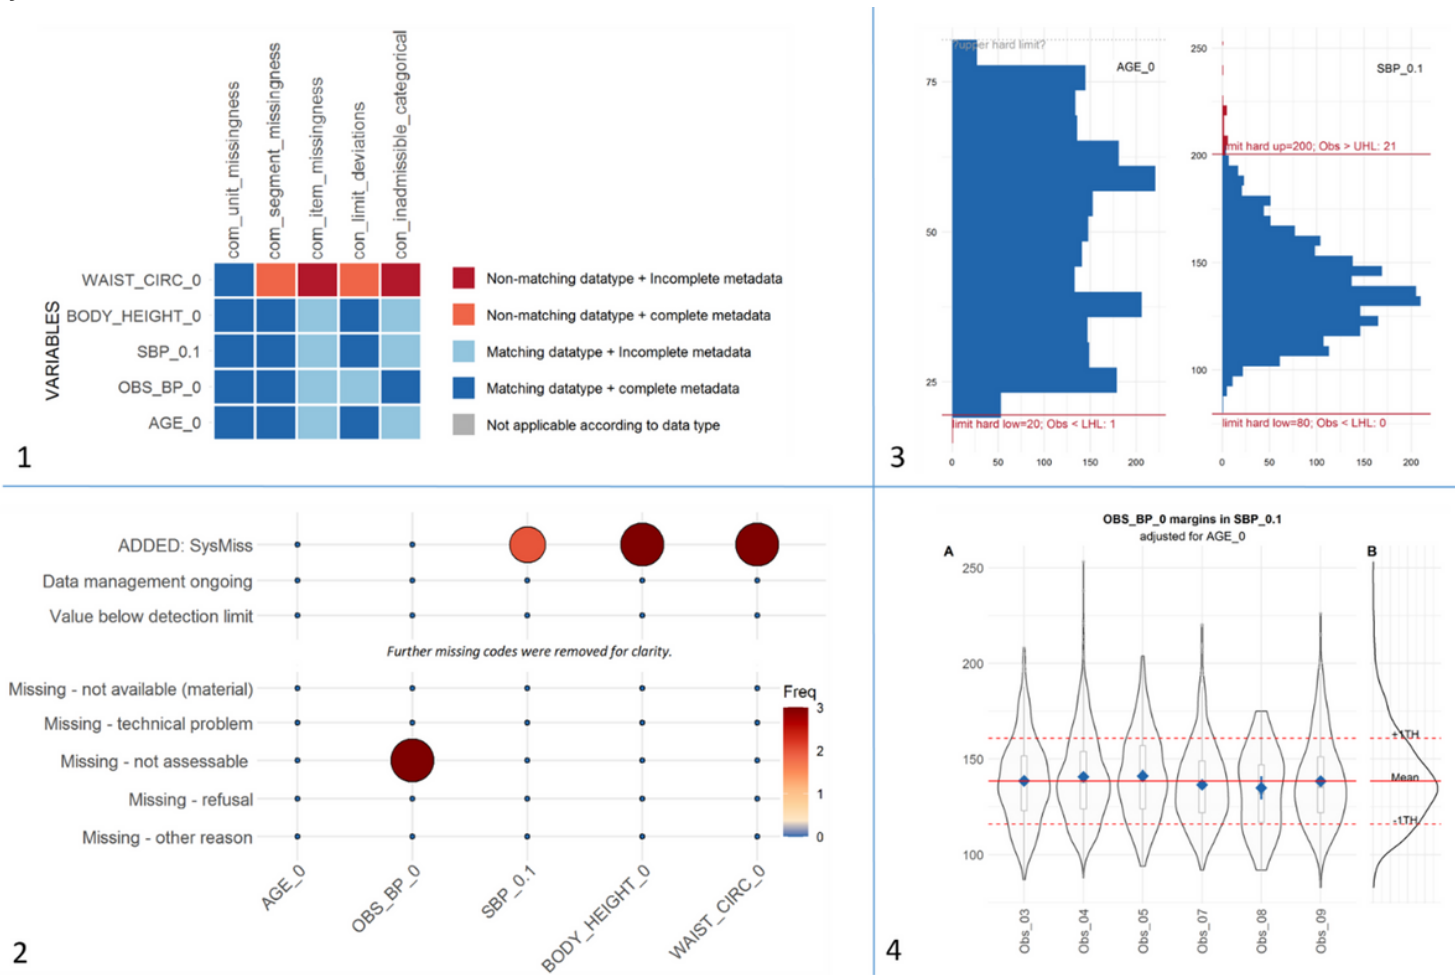 com_unit_missingness
com_segment_missingness
com_item_missingness
con_limit_deviations
con_inadmissible_categorical
VARIABLES
WAIST_CIRC_0
BODY_HEIGHT_0
SBP_0.1
OBS_BP_0
AGE_0
Non-matching datatype + Incomplete metadata
Non-matching datatype + complete metadata
Matching datatype + Incomplete metadata
Matching datatype + complete metadata
Not applicable according to data type
1
ADDED: SysMiss
Data management ongoing
Value below detection limit
Further missing codes were removed for clarity.
Missing - not available (material)
Missing - technical problem
Missing - not assessable
Missing - refusal
Missing - other reason
Freq
3
2
1
0
AGE_0
OBS_BP_0
SBP_0.1
BODY_HEIGHT_0
WAIST_CIRC_0
2
?upper hard limit?
AGE_0
75
50
25
limit hard low=20; Obs < LHL: 1
0 50 100 150 200
250
SBP_0.1
200
mit hard up=200; Obs > UHL: 21
150
100
limit hard low=80; Obs < LHL: 0
0 50 100 150 200
3
OBS_BP_0 margins in SBP_0.1
adjusted for AGE_0
A
B
250
200
150
100
+1TH
Mean
-1TH
Obs_03
Obs_04
Obs_05
Obs_07
Obs_08
Obs_09
4